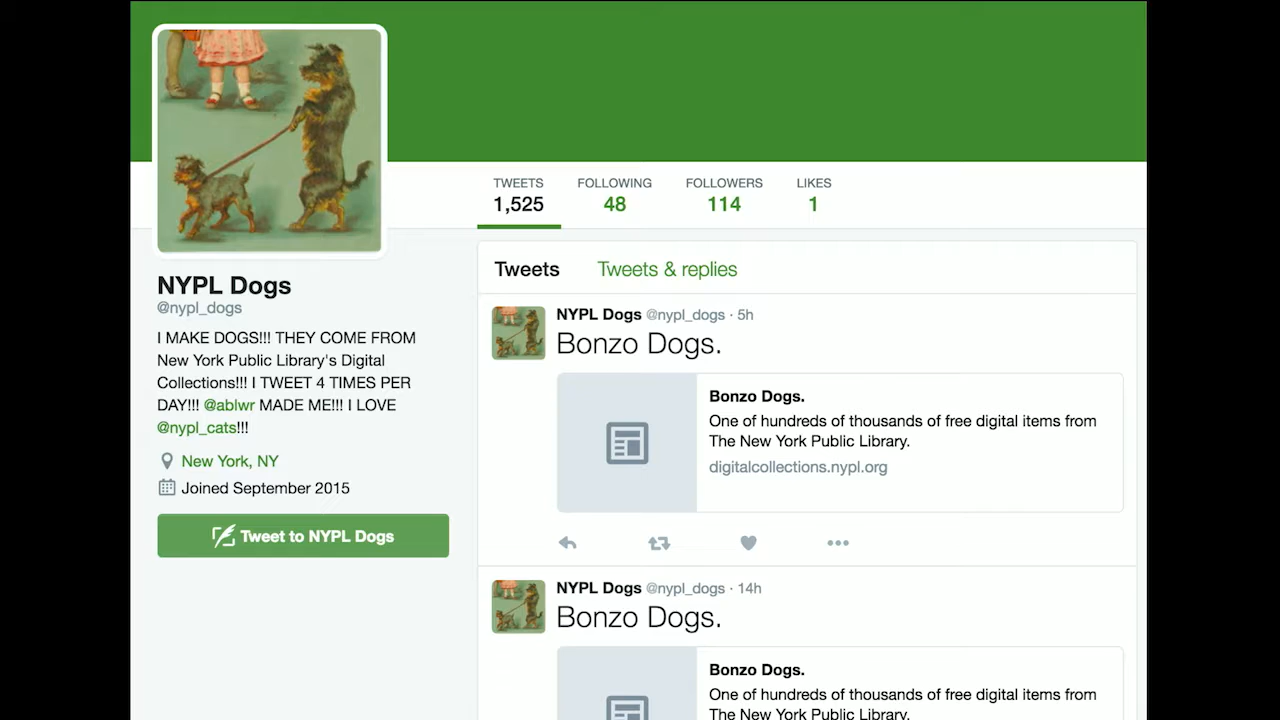 TWEETS FOLLOWING FOLLOWERS LIKES
1,525 48 114 1
NYPL Dogs
@nypl_dogs
I MAKE DOGS!!! THEY COME FROM
New York Public Library's Digital
Collections!!! I TWEET 4 TIMES PER
DAY!!! @ablwr MADE ME!!! I LOVE
@nypl_cats!!!
New York, NY
Joined September 2015
Tweet to NYPL Dogs
Tweets Tweets & replies
NYPL Dogs @nypl_dogs · 5h
Bonzo Dogs.
Bonzo Dogs.
One of hundreds of thousands of free digital items from
The New York Public Library.
digitalcollections.nypl.org
NYPL Dogs @nypl_dogs · 14h
Bonzo Dogs.
Bonzo Dogs.
One of hundreds of thousands of free digital items from
The New York Public Library.